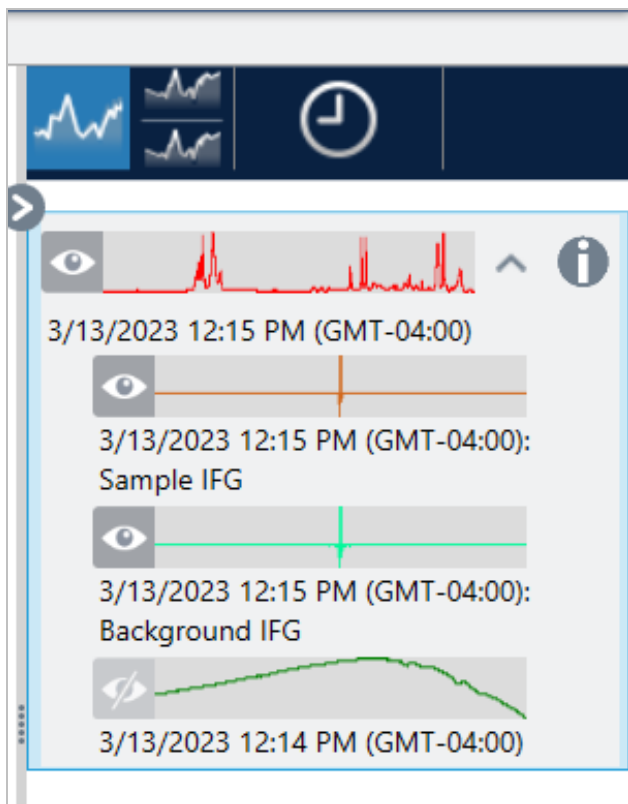 3/13/2023 12:15 PM (GMT-04:00)
3/13/2023 12:15 PM (GMT-04:00):
Sample IFG
3/13/2023 12:15 PM (GMT-04:00):
Background IFG
3/13/2023 12:14 PM (GMT-04:00)